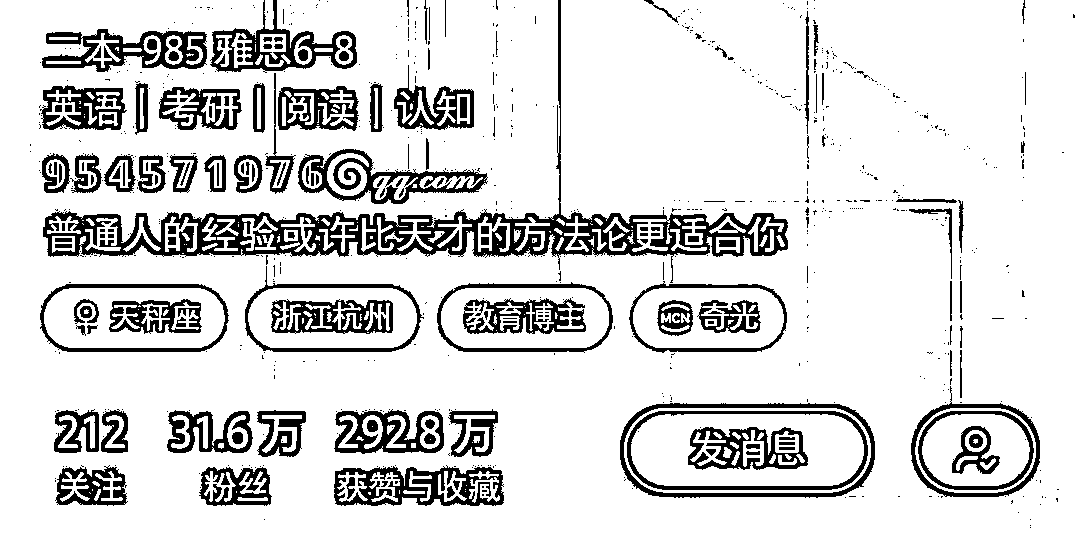 二本-985 雅思6-8
英语 | 考研 | 阅读 | 认知
954571976@qq.com
普通人的经验或许比天才的方法论更适合你
天秤座 浙江杭州 教育博主 MCN 奇光
212 31.6万 292.8万
关注 粉丝 获赞与收藏
发消息